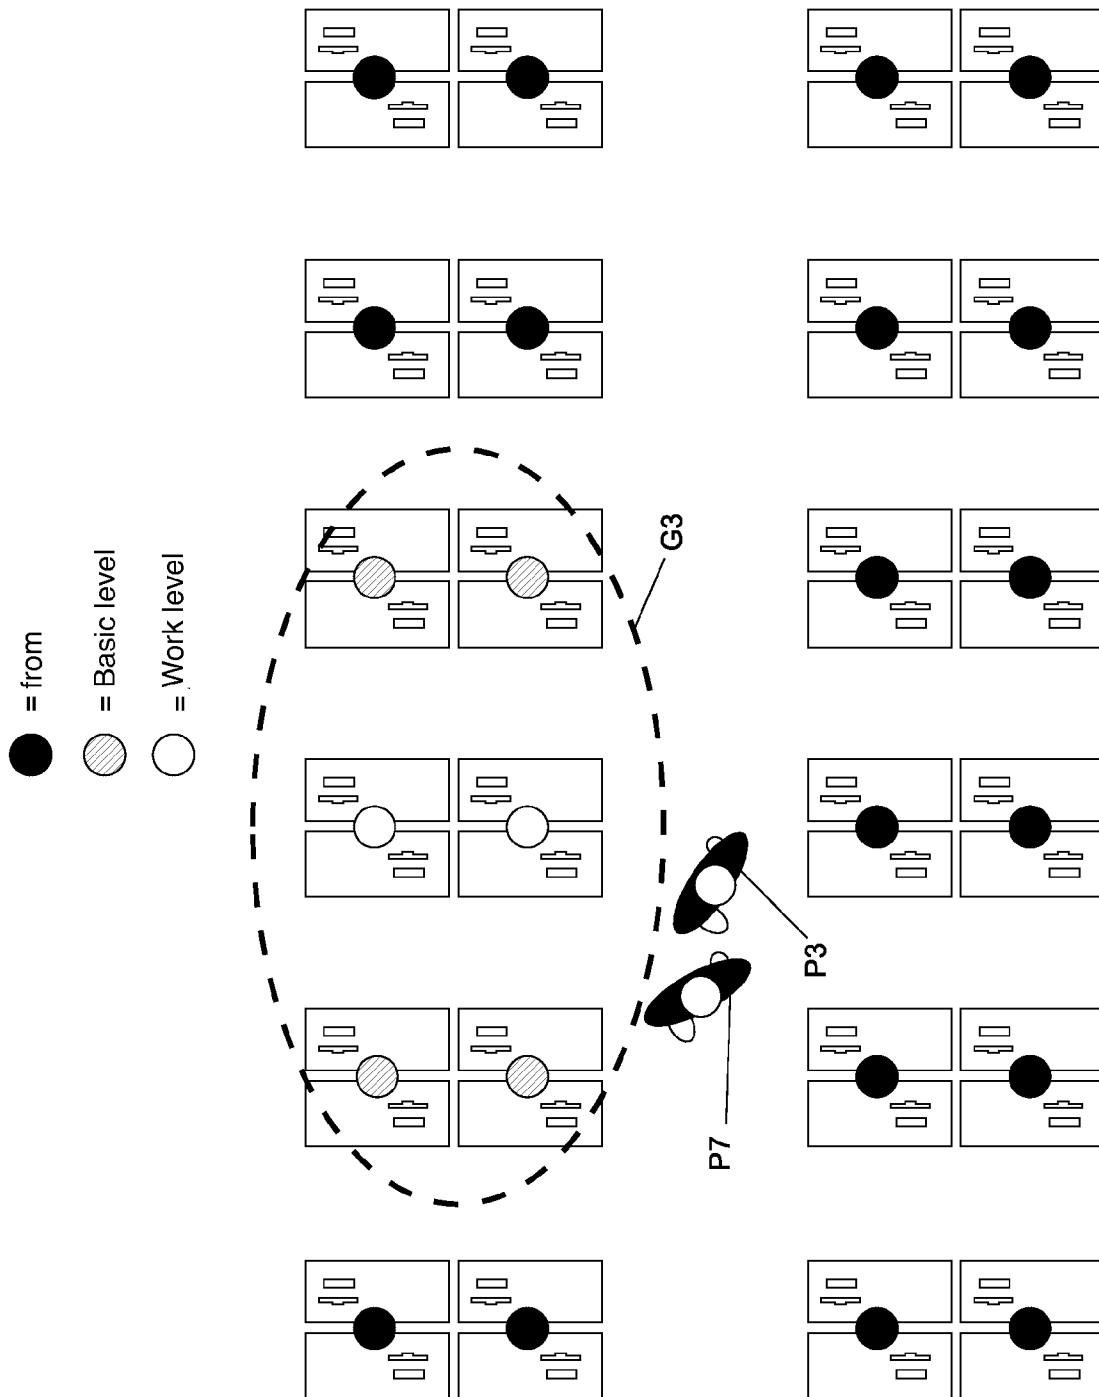 = from
= Basic level
= Work level
G3
P3
P7